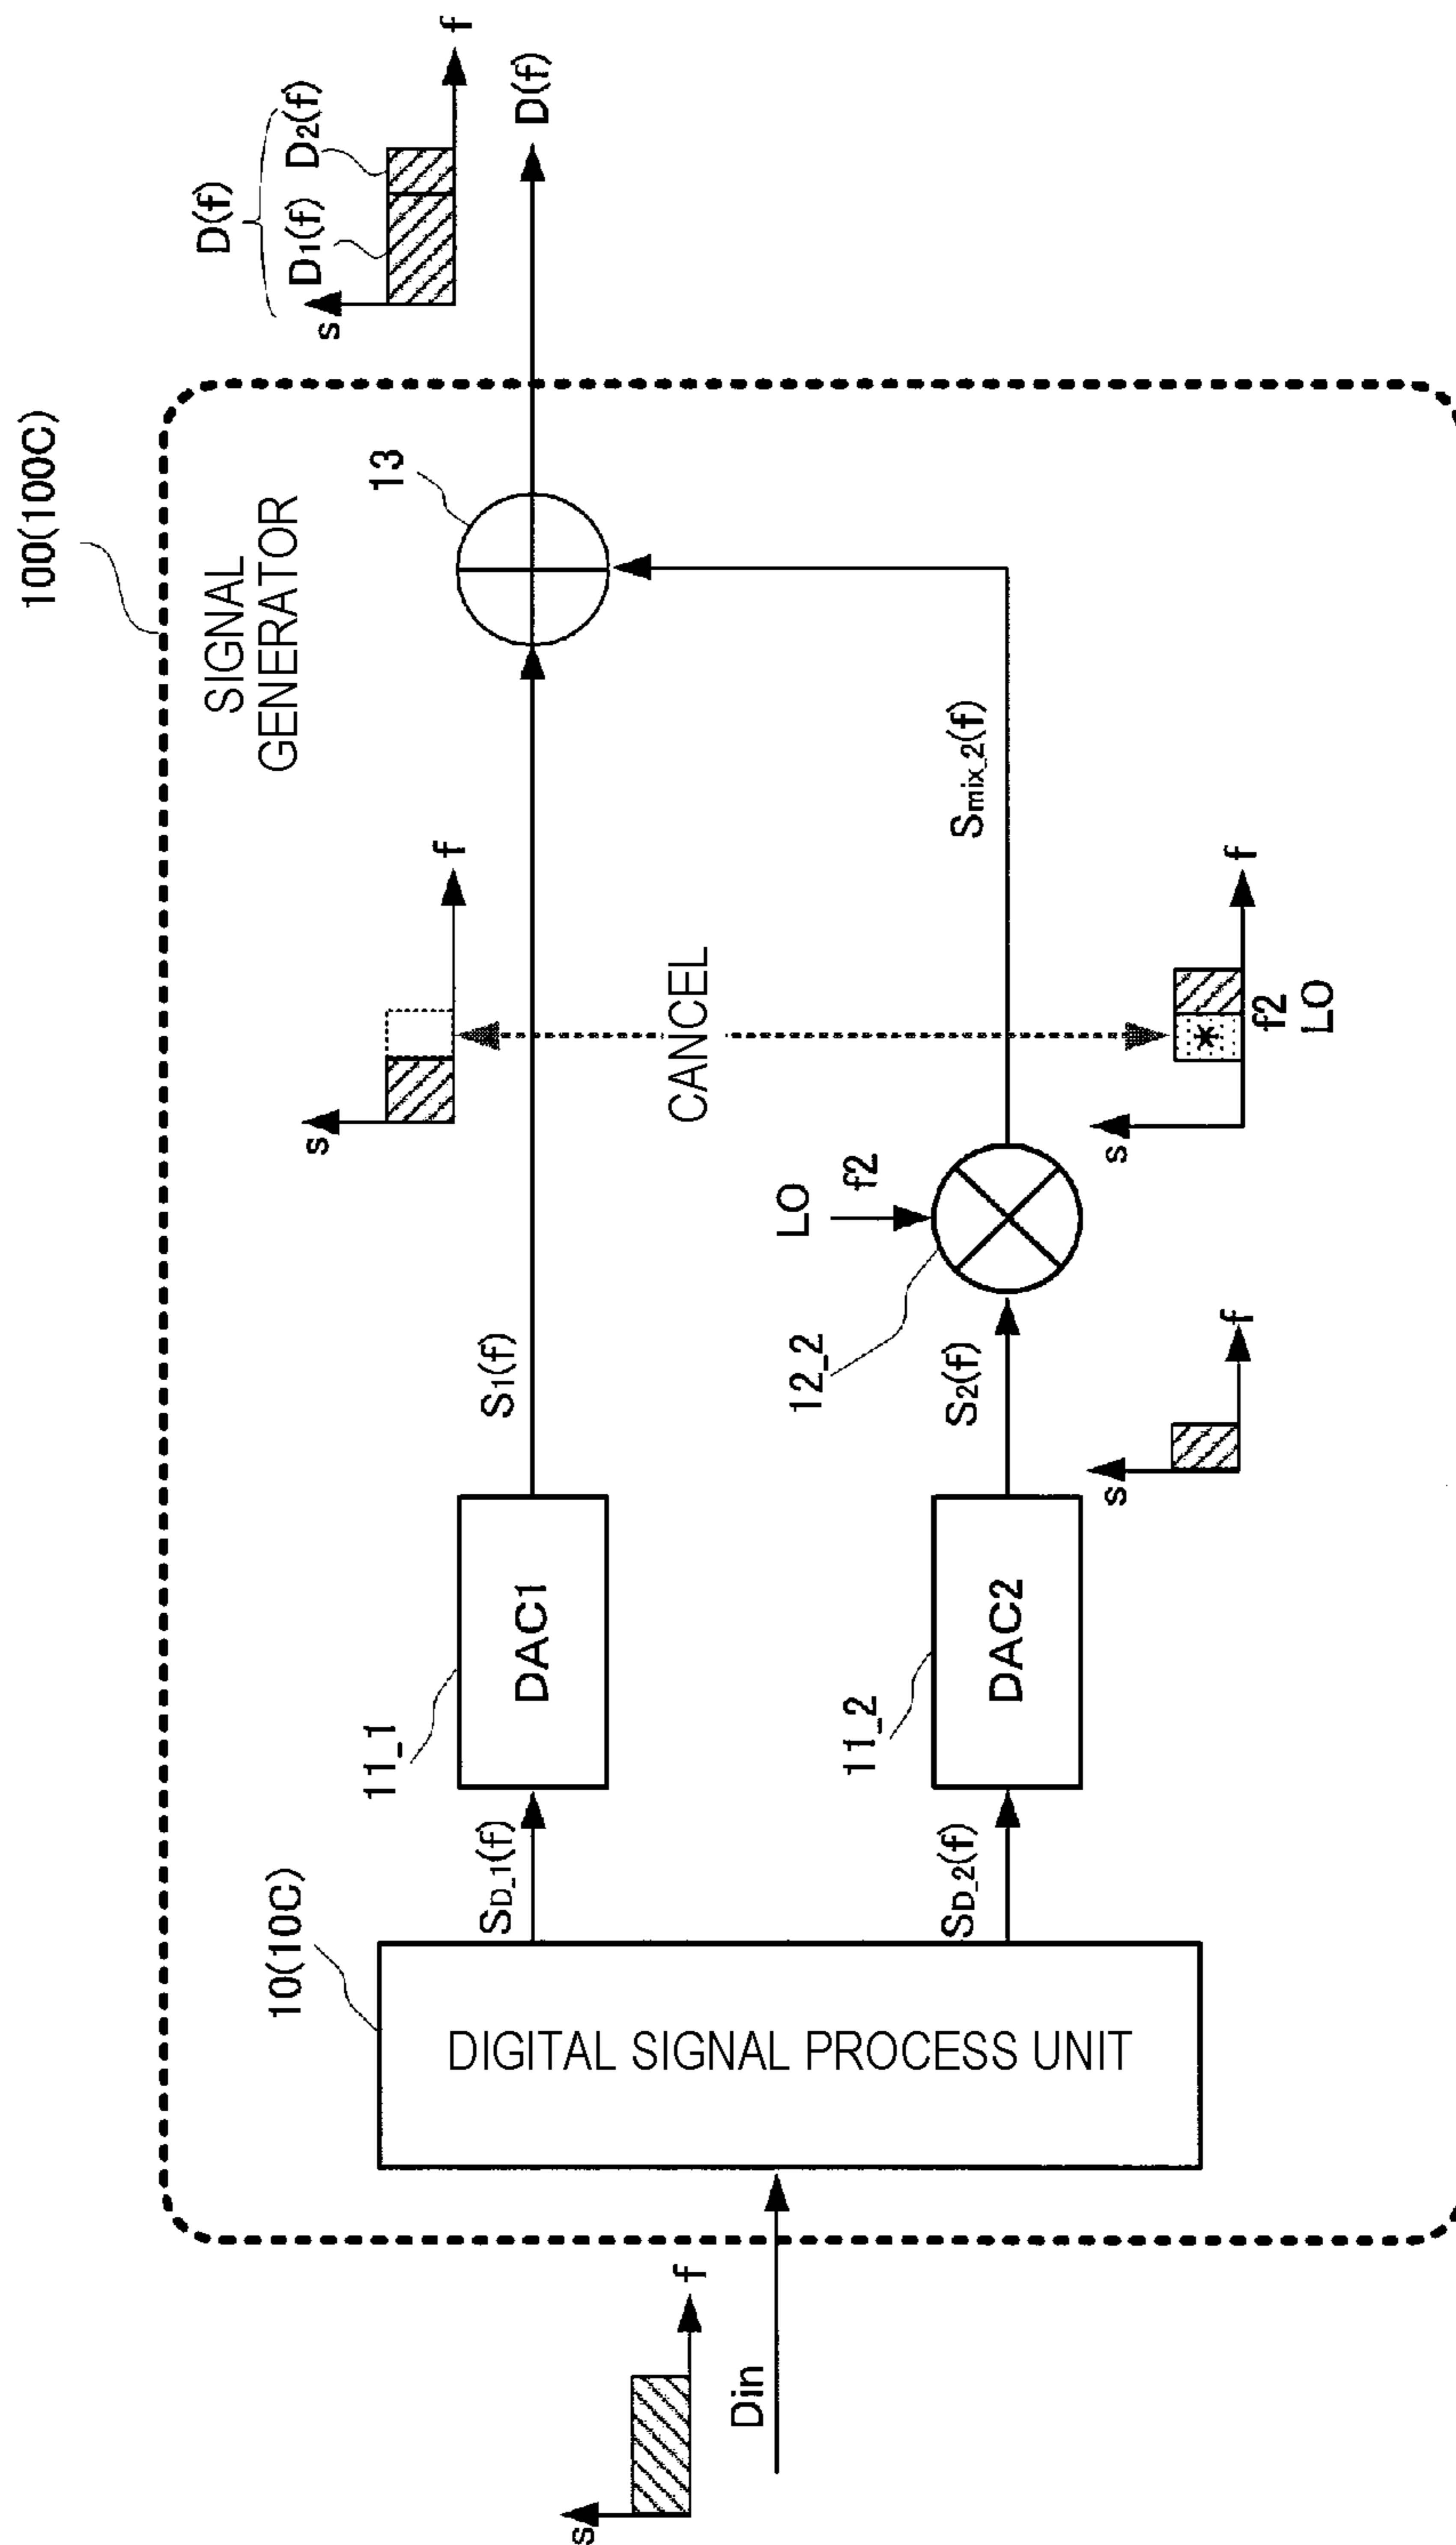 100(100C)
SIGNAL
GENERATOR
s
f
Din
10(10C)
DIGITAL SIGNAL PROCESS UNIT
SD_1(f)
SD_2(f)
11_1
DAC1
11_2
DAC2
S1(f)
S2(f)
s
f
12_2
LO
f2
s
f
CANCEL
s
*
f2
LO
f
Smix_2(f)
13
D(f)
D1(f)
D2(f)
s
f
D(f)